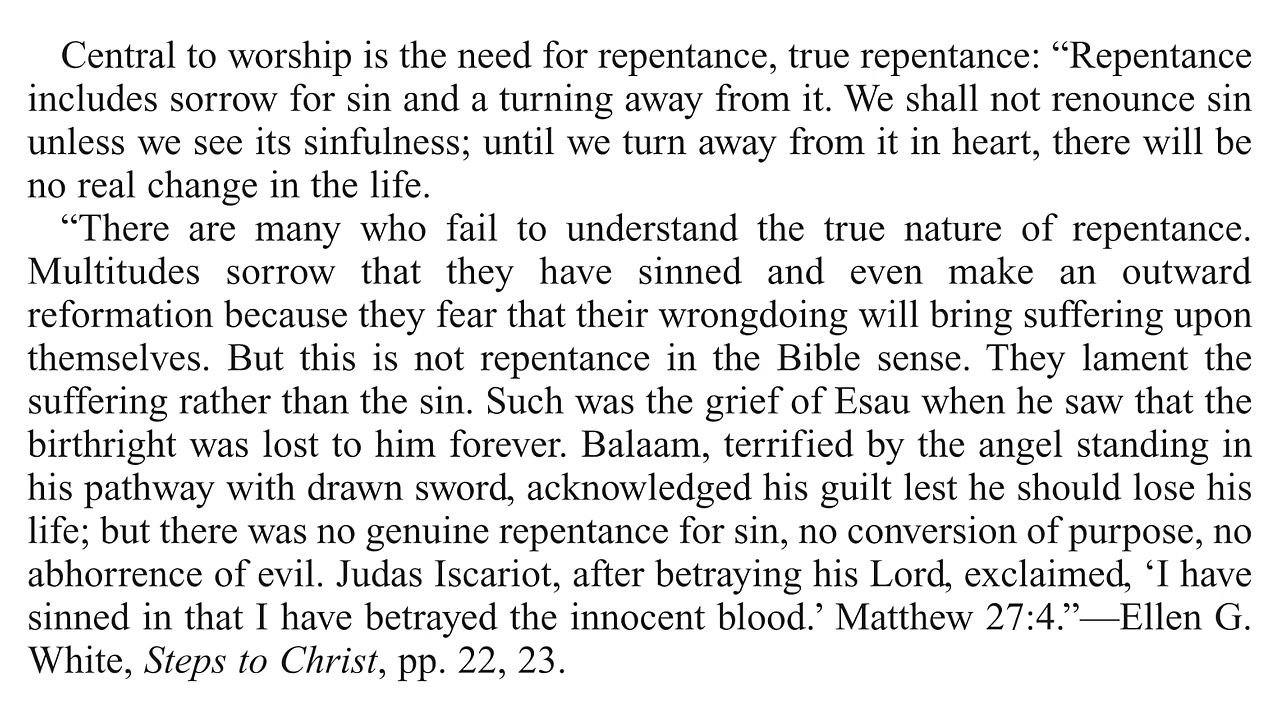 Central to worship is the need for repentance, true repentance: “Repentance
includes sorrow for sin and a turning away from it. We shall not renounce sin
unless we see its sinfulness; until we turn away from it in heart, there will be
no real change in the life.
“There are many who fail to understand the true nature of repentance.
Multitudes sorrow that they have sinned and even make an outward
reformation because they fear that their wrongdoing will bring suffering upon
themselves. But this is not repentance in the Bible sense. They lament the
suffering rather than the sin. Such was the grief of Esau when he saw that the
birthright was lost to him forever. Balaam, terrified by the angel standing in
his pathway with drawn sword, acknowledged his guilt lest he should lose his
life; but there was no genuine repentance for sin, no conversion of purpose, no
abhorrence of evil. Judas Iscariot, after betraying his Lord, exclaimed, ‘I have
sinned in that I have betrayed the innocent blood.’ Matthew 27:4.”—Ellen G.
White, Steps to Christ, pp. 22, 23.